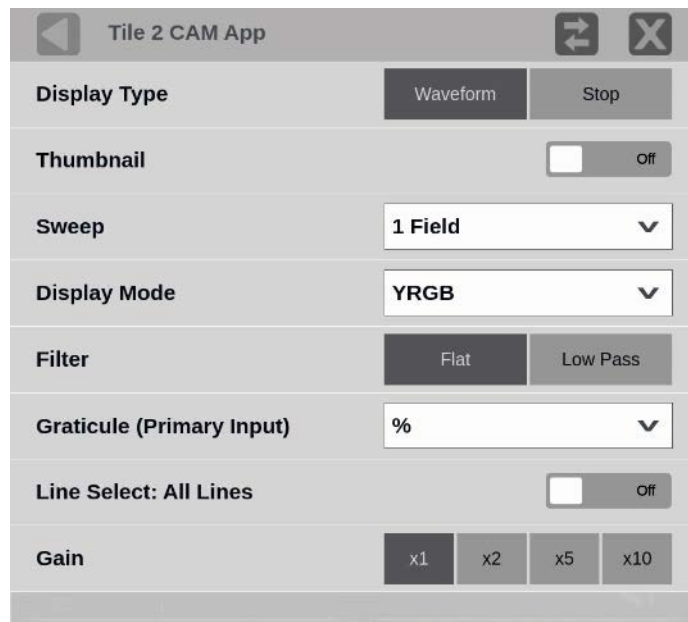 Tile 2 CAM App
Display Type Waveform Stop
Thumbnail Off
Sweep 1 Field
Display Mode YRGB
Filter Flat Low Pass
Graticule (Primary Input) %
Line Select: All Lines Off
Gain x1 x2 x5 x10